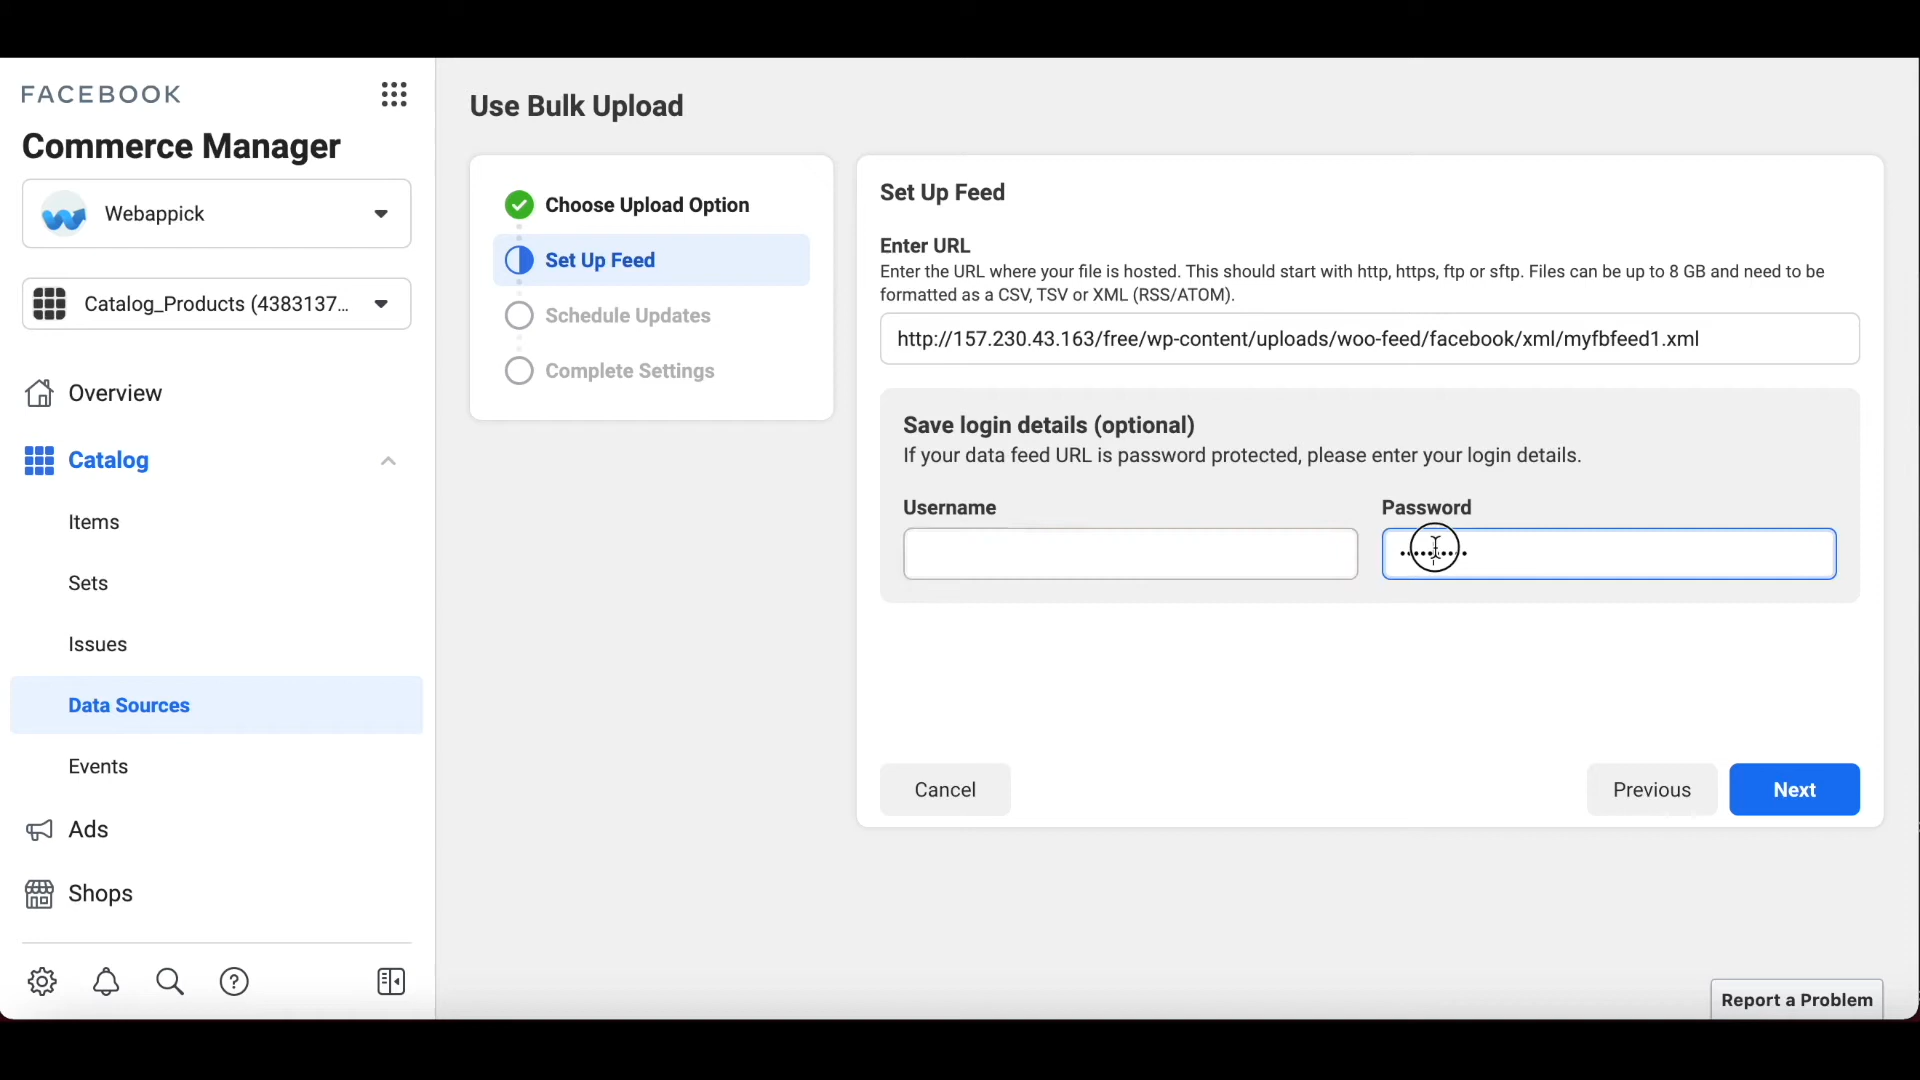 FACEBOOK
Commerce Manager
Webappick
Catalog_Products (4383137...
Overview
Catalog
Items
Sets
Issues
Data Sources
Events
Ads
Shops
Use Bulk Upload
Choose Upload Option
Set Up Feed
Schedule Updates
Complete Settings
Set Up Feed
Enter URL
Enter the URL where your file is hosted. This should start with http, https, ftp or sftp. Files can be up to 8 GB and need to be
formatted as a CSV, TSV or XML (RSS/ATOM).
http://157.230.43.163/free/wp-content/uploads/woo-feed/facebook/xml/myfbfeed1.xml
Save login details (optional)
If your data feed URL is password protected, please enter your login details.
Username
Password
Cancel
Previous
Next
Report a Problem